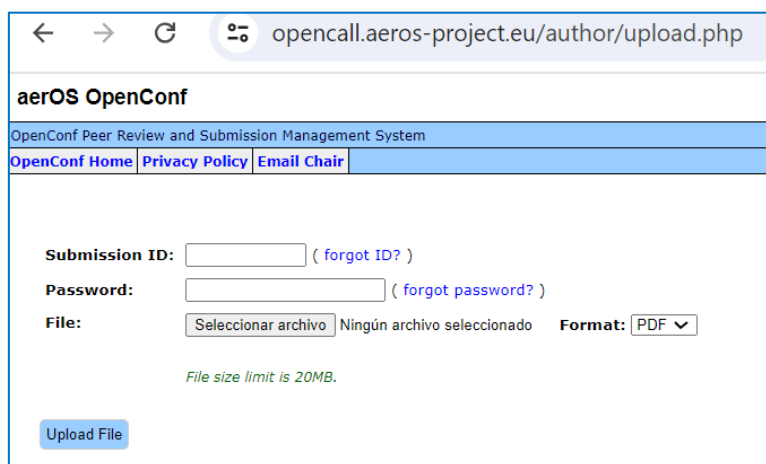 opencall.aeros-project.eu/author/upload.php
aerOS OpenConf
OpenConf Peer Review and Submission Management System
OpenConf Home Privacy Policy Email Chair
Submission ID: ( forgot ID? )
Password: ( forgot password? )
File: Seleccionar archivo Ningún archivo seleccionado Format: PDF
File size limit is 20MB.
Upload File